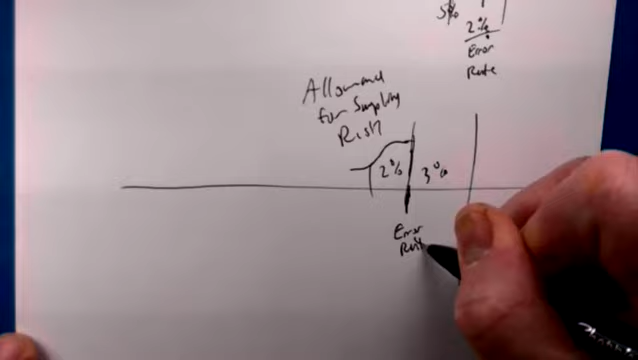 5%
2%
Error
Rate
Allowance
for Sampling
Risk
2% 3%
Error
Rate